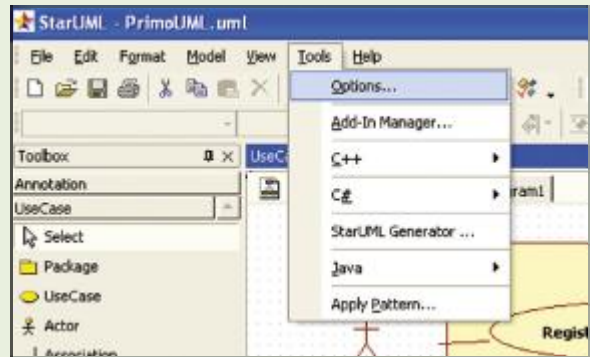 StarUML - PrimoUML.uml
File Edit Format Model View Tools Help
Options...
Add-In Manager...
C++
C#
StarUML Generator ...
Java
Apply Pattern...
Toolbox
Annotation
UseCase
Select
Package
UseCase
Actor
Association
UseC
ram1
Regist